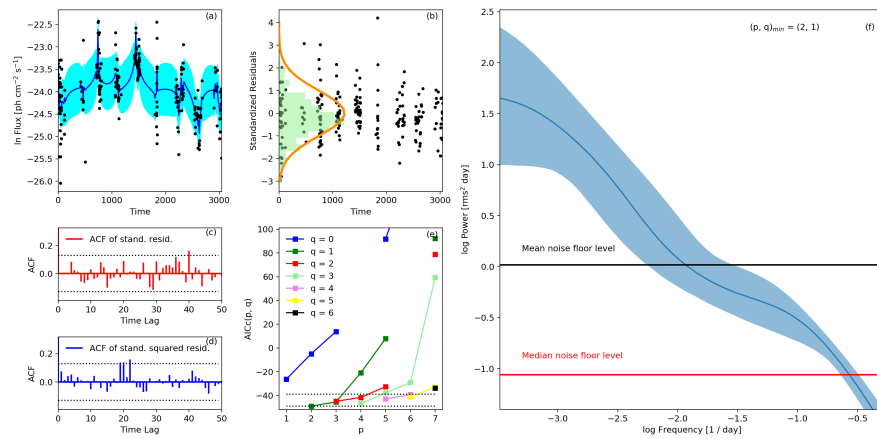 (a)
ln Flux [ph cm⁻² s⁻¹]
−22.5
−23.0
−23.5
−24.0
−24.5
−25.0
−25.5
−26.0
0
1000
2000
3000
Time
(b)
Standardized Residuals
4
3
2
1
0
−1
−2
−3
0
1000
2000
3000
Time
(c)
ACF of stand. resid.
ACF
0.2
0.0
0
10
20
30
40
50
Time Lag
(d)
ACF of stand. squared resid.
ACF
0.2
0.0
0
10
20
30
40
50
Time Lag
(e)
AICc(p, q)
100
80
60
40
20
0
−20
−40
q = 0
q = 1
q = 2
q = 3
q = 4
q = 5
q = 6
1
2
3
4
5
6
7
p
(p, q)min = (2, 1)
(f)
log Power [rms² day]
2.5
2.0
1.5
1.0
0.5
0.0
−0.5
−1.0
Mean noise floor level
Median noise floor level
−3.0
−2.5
−2.0
−1.5
−1.0
−0.5
log Frequency [1 / day]